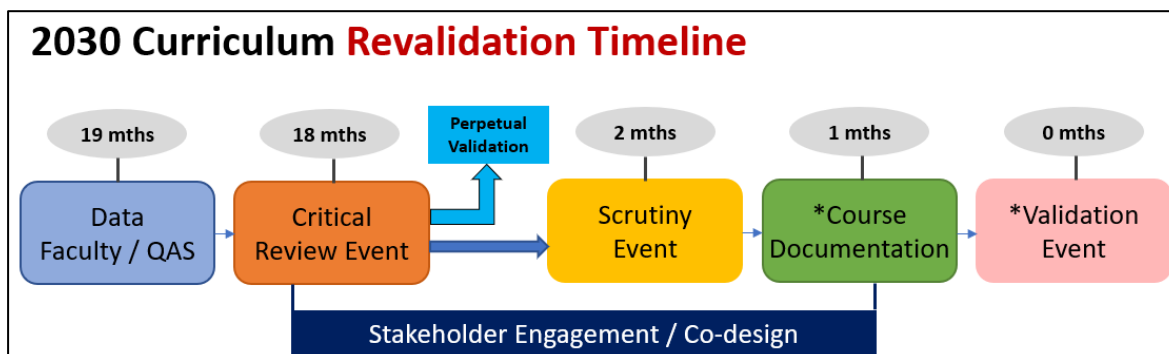 2030 Curriculum Revalidation Timeline
19 mths
18 mths
Perpetual
Validation
2 mths
1 mths
0 mths
Data
Faculty / QAS
Critical
Review Event
Scrutiny
Event
*Course
Documentation
*Validation
Event
Stakeholder Engagement / Co-design